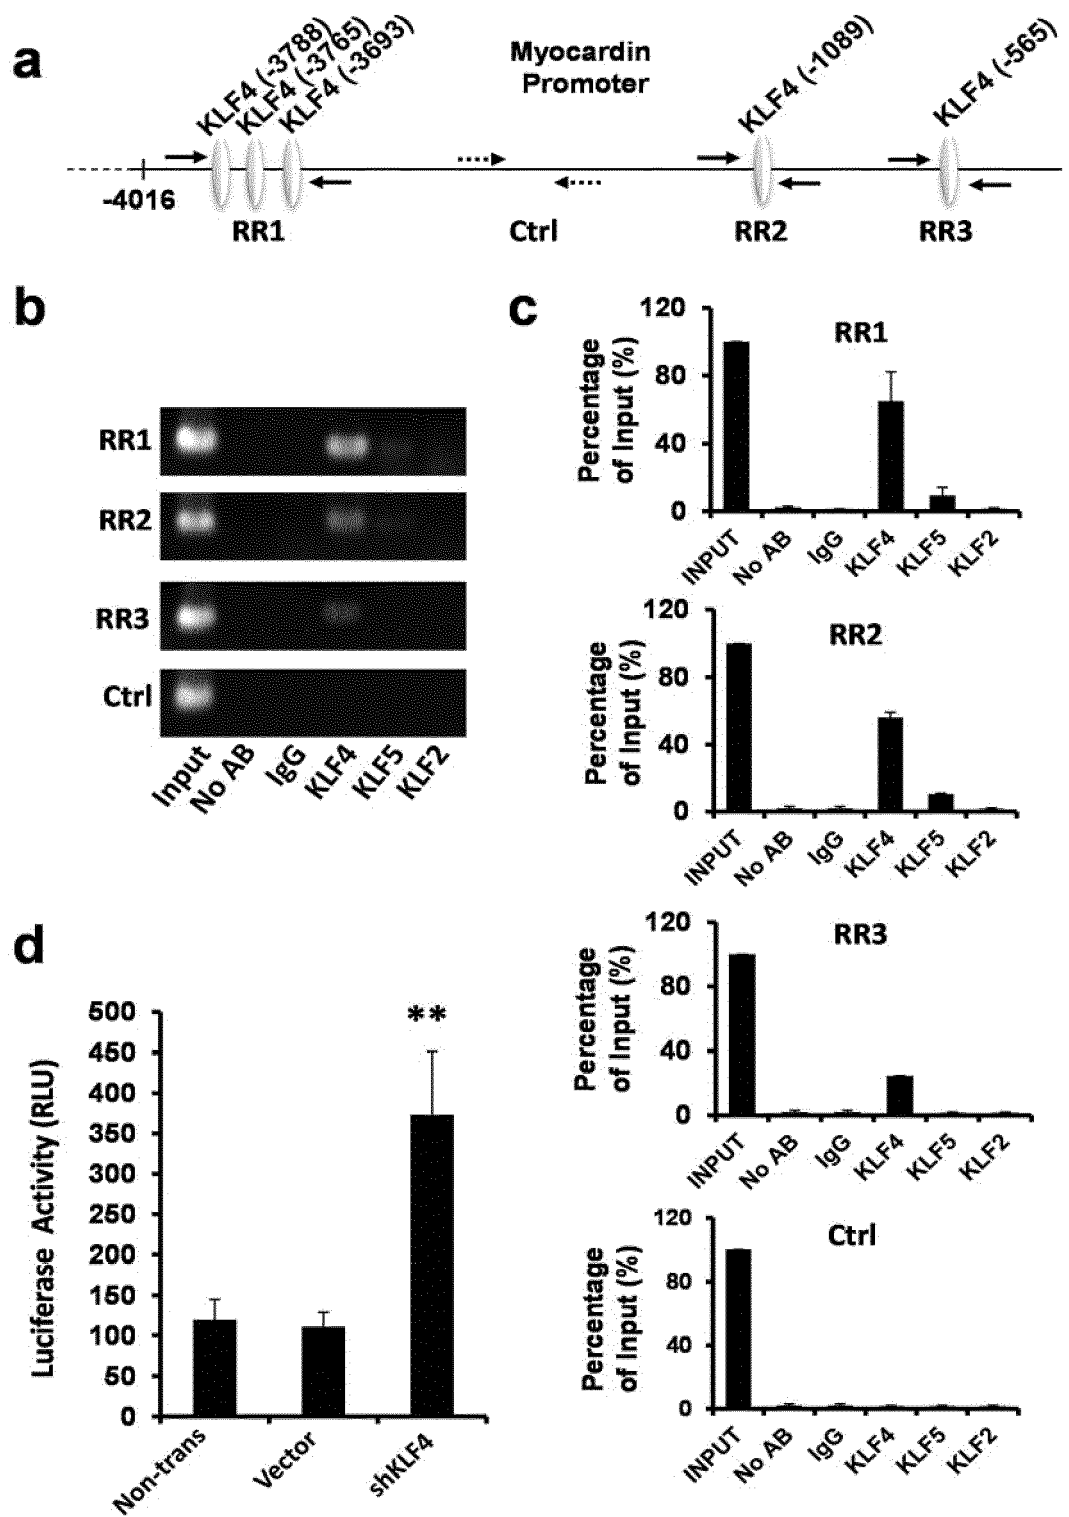 a
KLF4 (-3788)
KLF4 (-3765)
KLF4 (-3693)
Myocardin
Promoter
KLF4 (-1089)
KLF4 (-565)
-4016
RR1
Ctrl
RR2
RR3
b
RR1
RR2
RR3
Ctrl
Input
No AB
IgG
KLF4
KLF5
KLF2
c
Percentage
of Input (%)
120
80
40
0
RR1
INPUT
No AB
IgG
KLF4
KLF5
KLF2
Percentage
of Input (%)
120
80
40
0
RR2
INPUT
No AB
IgG
KLF4
KLF5
KLF2
Percentage
of Input (%)
120
80
40
0
RR3
INPUT
No AB
IgG
KLF4
KLF5
KLF2
Percentage
of Input (%)
120
80
40
0
Ctrl
INPUT
No AB
IgG
KLF4
KLF5
KLF2
d
Luciferase Activity (RLU)
500
450
400
350
300
250
200
150
100
50
0
**
Non-trans
Vector
shKLF4